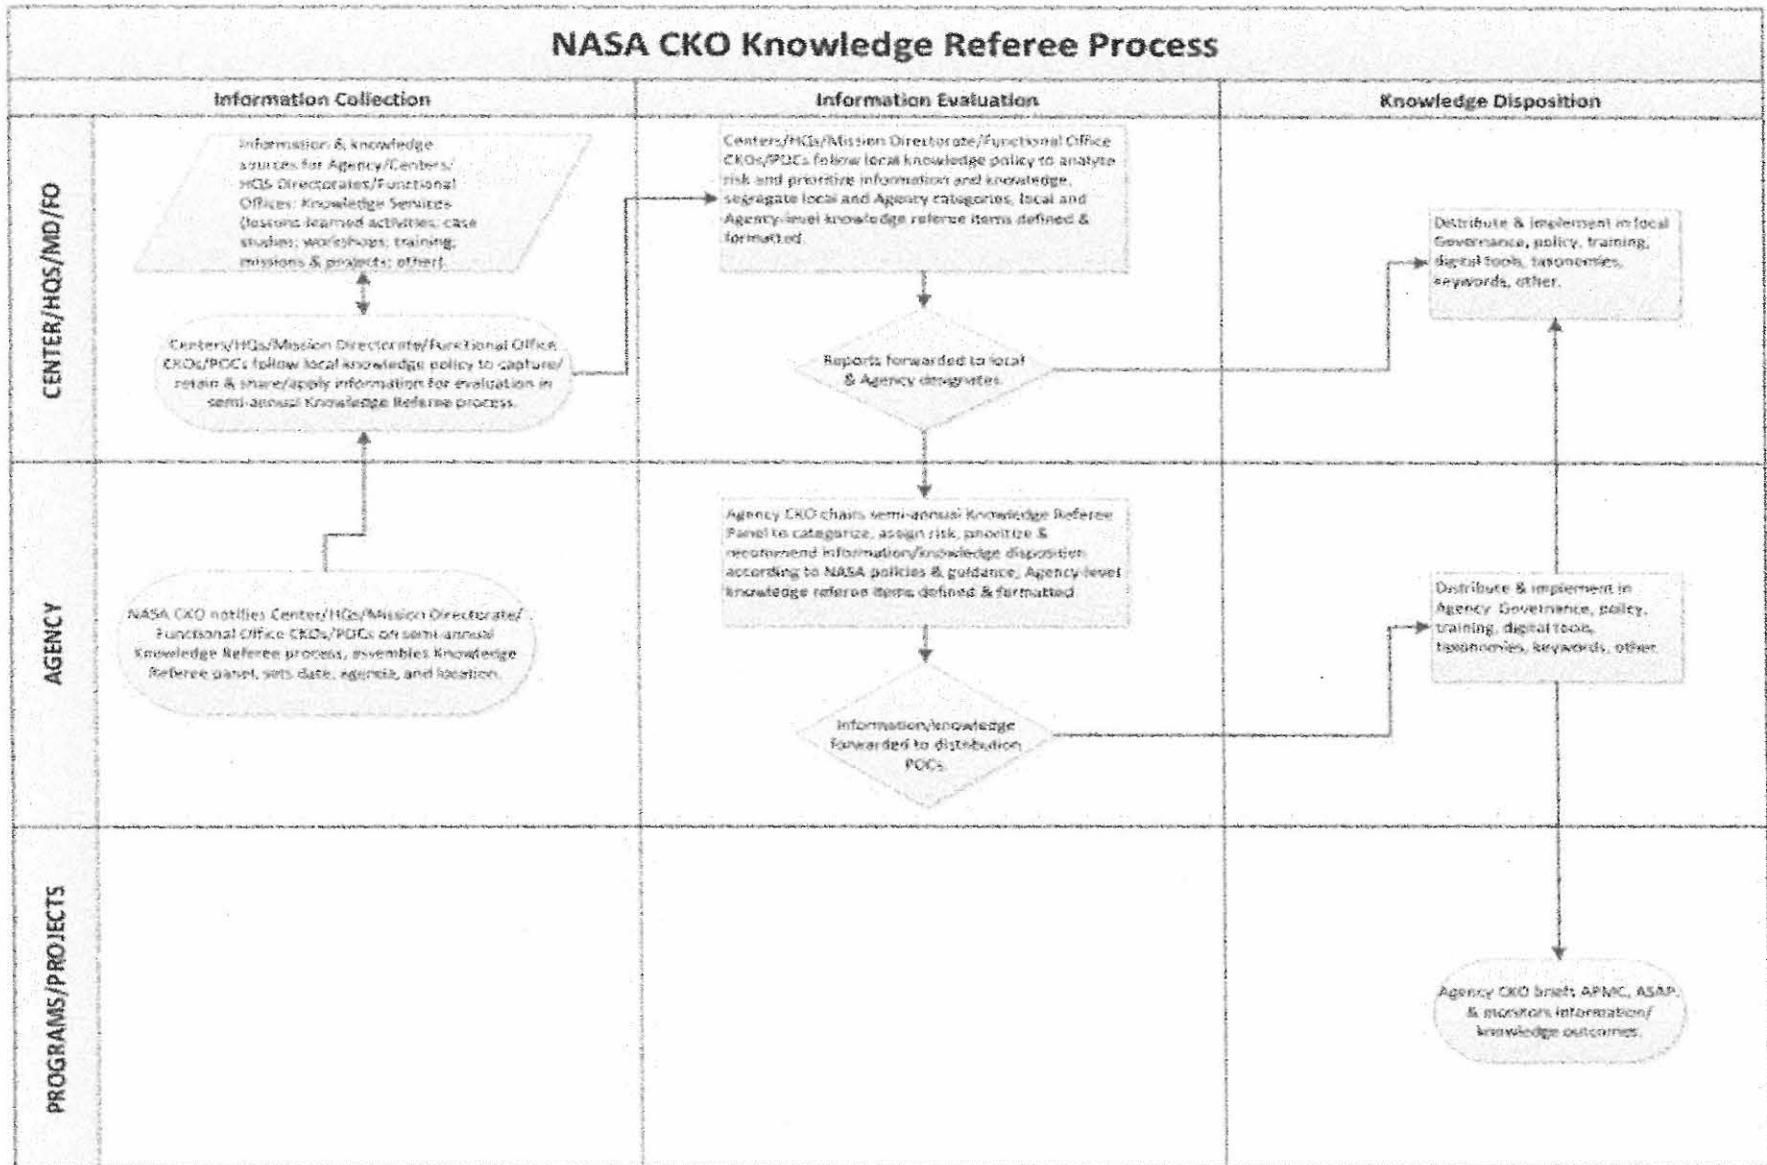 NASA CKO Knowledge Referee Process
Information Collection
Information Evaluation
Knowledge Disposition
CENTER/HQS/MD/FO
Information & knowledge
sources for Agency/Centers/
HQS Directorates/Functional
Offices: Knowledge Services
(lessons learned activities; case
studies; workshops; training;
missions & projects; other).
Centers/HQs/Mission Directorate/Functional Office
CKOs/POCs follow local knowledge policy to capture/
retain & share/apply information for evaluation in
semi-annual Knowledge Referee process.
Centers/HQs/Mission Directorate/Functional Office
CKOs/POCs follow local knowledge policy to analyze
risk and prioritize information and knowledge,
segregate local and Agency categories, local and
Agency-level knowledge referee items defined &
formatted.
Reports forwarded to local
& Agency designates.
Distribute & implement in local
Governance, policy, training,
digital tools, taxonomies,
keywords, other.
AGENCY
NASA CKO notifies Center/HQs/Mission Directorate/
Functional Office CKOs/POCs on semi-annual
Knowledge Referee process, assembles Knowledge
Referee panel, sets date, agenda, and location.
Agency CKO chairs semi-annual Knowledge Referee
Panel to categorize, assign risk, prioritize &
recommend information/knowledge disposition
according to NASA policies & guidance, Agency-level
knowledge referee items defined & formatted
Information/knowledge
forwarded to distribution
POCs.
Distribute & implement in
Agency Governance, policy,
training, digital tools,
taxonomies, keywords, other.
PROGRAMS/PROJECTS
Agency CKO briefs APMC, ASAP,
& monitors information/
knowledge outcomes.